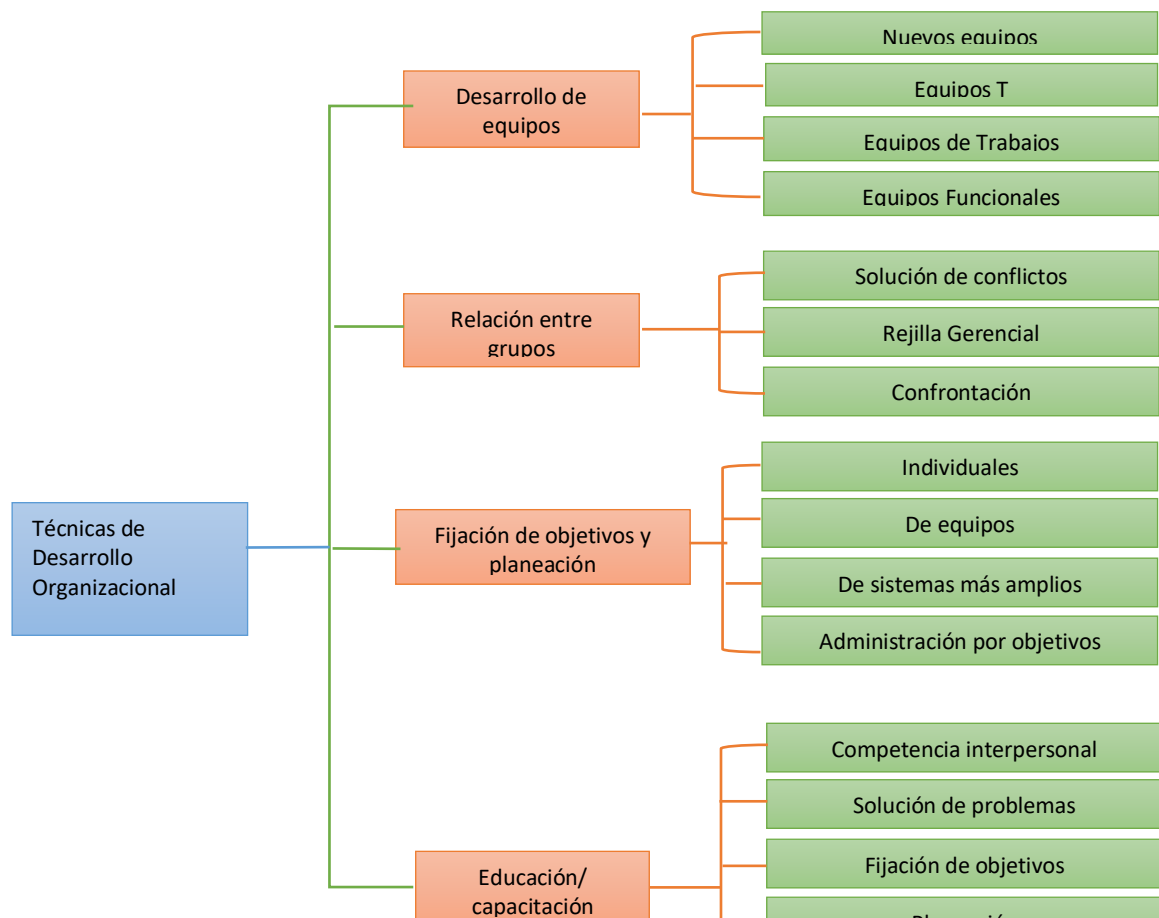 Nuevos equipos
Desarrollo de
equipos
Equipos T
Equipos de Trabajos
Equipos Funcionales
Relación entre
grupos
Solución de conflictos
Rejilla Gerencial
Confrontación
Técnicas de
Desarrollo
Organizacional
Fijación de objetivos y
planeación
Individuales
De equipos
De sistemas más amplios
Administración por objetivos
Educación/
capacitación
Competencia interpersonal
Solución de problemas
Fijación de objetivos
Planeación